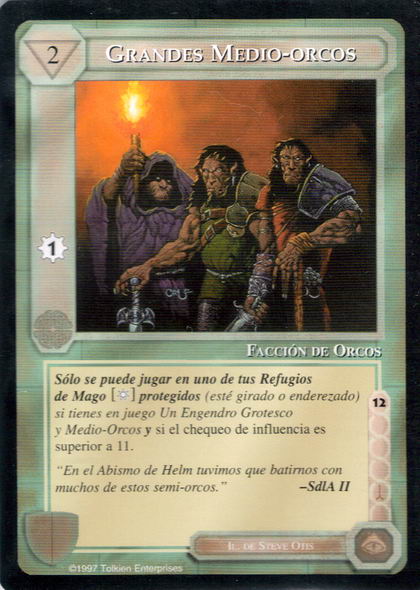 2
GRANDES MEDIO-ORCOS
1
FACCIÓN DE ORCOS
Sólo se puede jugar en uno de tus Refugios
de Mago [☼] protegidos (esté girado o enderezado)
si tienes en juego Un Engendro Grotesco
y Medio-Orcos y si el chequeo de influencia es
superior a 11.
12
“En el Abismo de Helm tuvimos que batirnos con
muchos de estos semi-orcos.” –SdlA II
IL. DE STEVE OTIS
©1997 Tolkien Enterprises